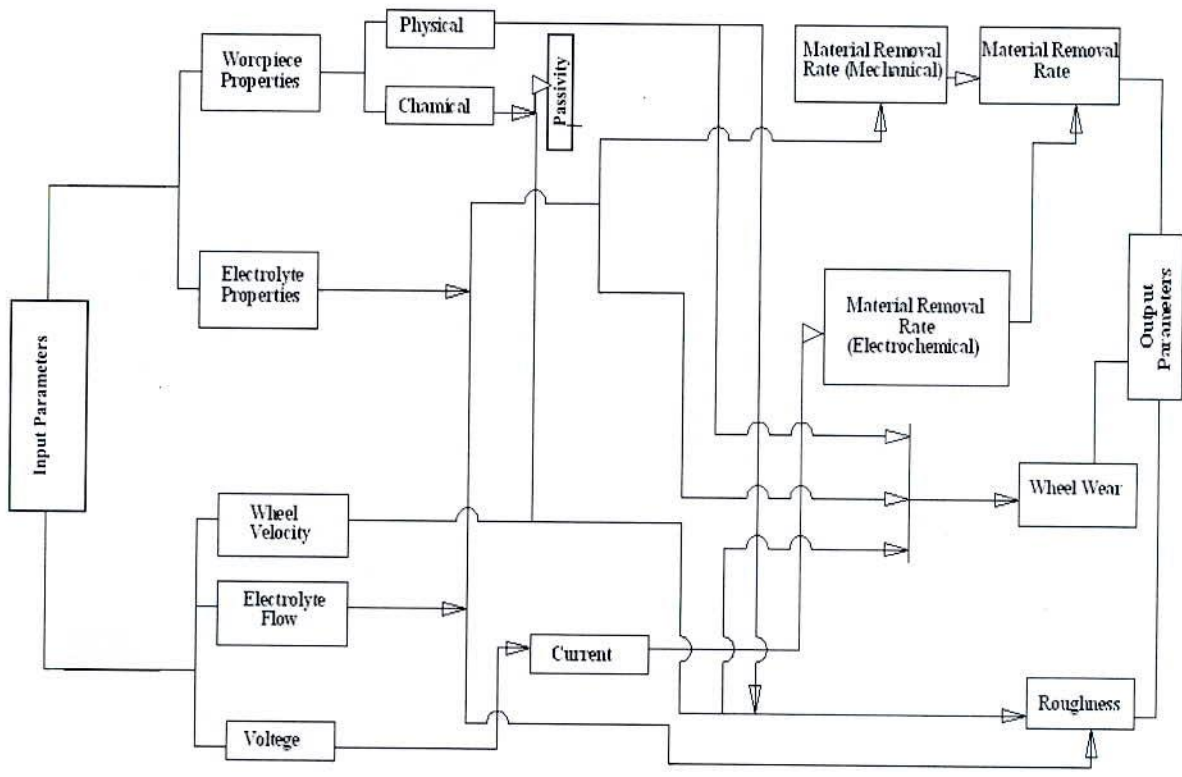 Physical
Worcpiece
Properties
Chamical
Passivity
Material Removal
Rate (Mechanical)
Material Removal
Rate
Electrolyte
Properties
Input Parameters
Material Removal
Rate
(Electrochemical)
Output
Parameters
Wheel
Velocity
Wheel Wear
Electrolyte
Flow
Current
Roughness
Voltege